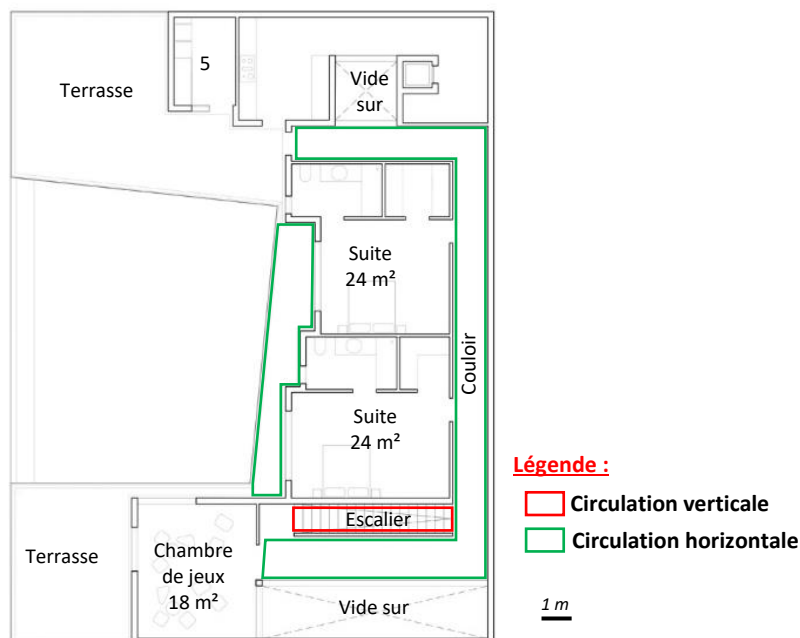 Terrasse
5
Vide
sur
Suite
24 m²
Couloir
Suite
24 m²
Escalier
Terrasse
Chambre
de jeux
18 m²
Vide sur
Légende :
Circulation verticale
Circulation horizontale
1 m